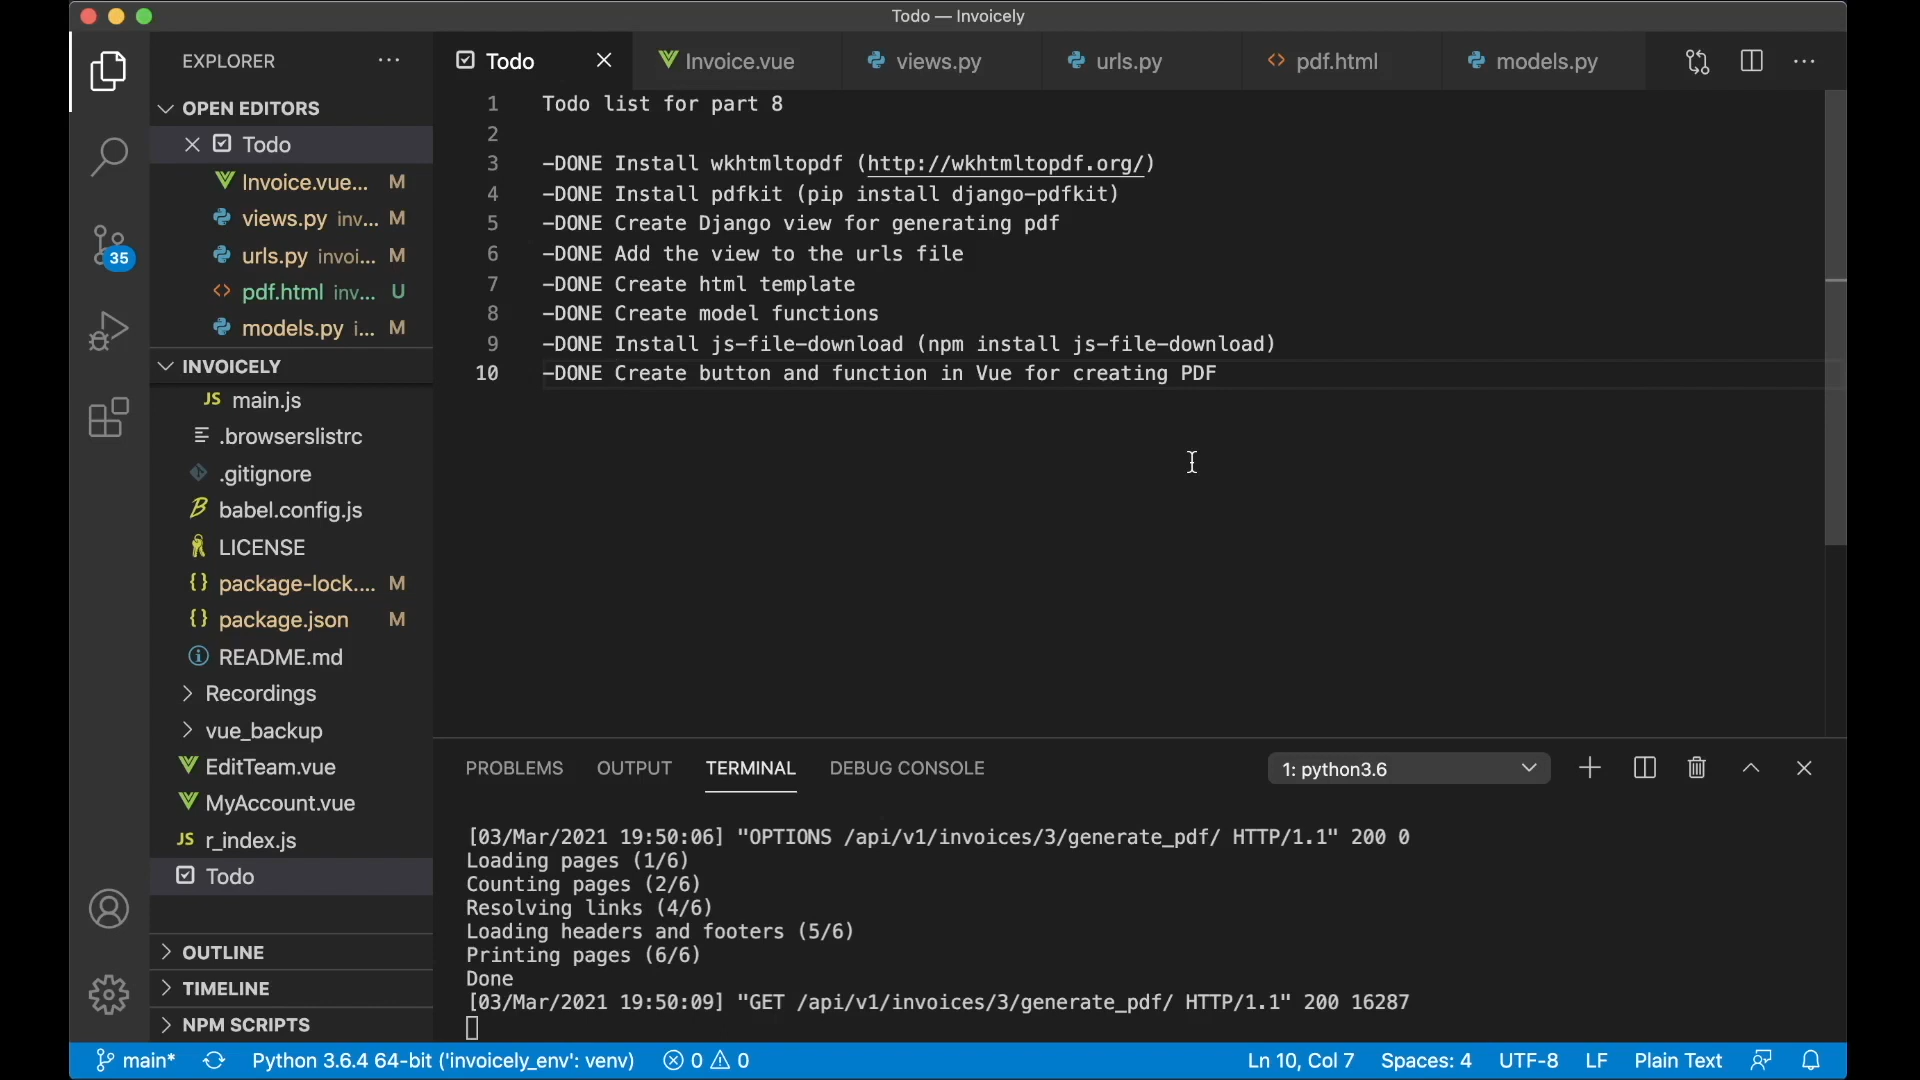 Todo — Invoicely
EXPLORER
Todo
Invoice.vue
views.py
urls.py
pdf.html
models.py
OPEN EDITORS
Todo
Invoice.vue... M
views.py inv... M
urls.py invoi... M
pdf.html inv... U
models.py i... M
INVOICELY
JS main.js
.browserslistrc
.gitignore
babel.config.js
LICENSE
{} package-lock.... M
{} package.json M
README.md
Recordings
vue_backup
EditTeam.vue
MyAccount.vue
JS r_index.js
Todo
OUTLINE
TIMELINE
NPM SCRIPTS
35
1 Todo list for part 8
2
3 -DONE Install wkhtmltopdf (http://wkhtmltopdf.org/)
4 -DONE Install pdfkit (pip install django-pdfkit)
5 -DONE Create Django view for generating pdf
6 -DONE Add the view to the urls file
7 -DONE Create html template
8 -DONE Create model functions
9 -DONE Install js-file-download (npm install js-file-download)
10 -DONE Create button and function in Vue for creating PDF
PROBLEMS OUTPUT TERMINAL DEBUG CONSOLE
1: python3.6
[03/Mar/2021 19:50:06] "OPTIONS /api/v1/invoices/3/generate_pdf/ HTTP/1.1" 200 0
Loading pages (1/6)
Counting pages (2/6)
Resolving links (4/6)
Loading headers and footers (5/6)
Printing pages (6/6)
Done
[03/Mar/2021 19:50:09] "GET /api/v1/invoices/3/generate_pdf/ HTTP/1.1" 200 16287
main* Python 3.6.4 64-bit ('invoicely_env': venv) 0 0 Ln 10, Col 7 Spaces: 4 UTF-8 LF Plain Text